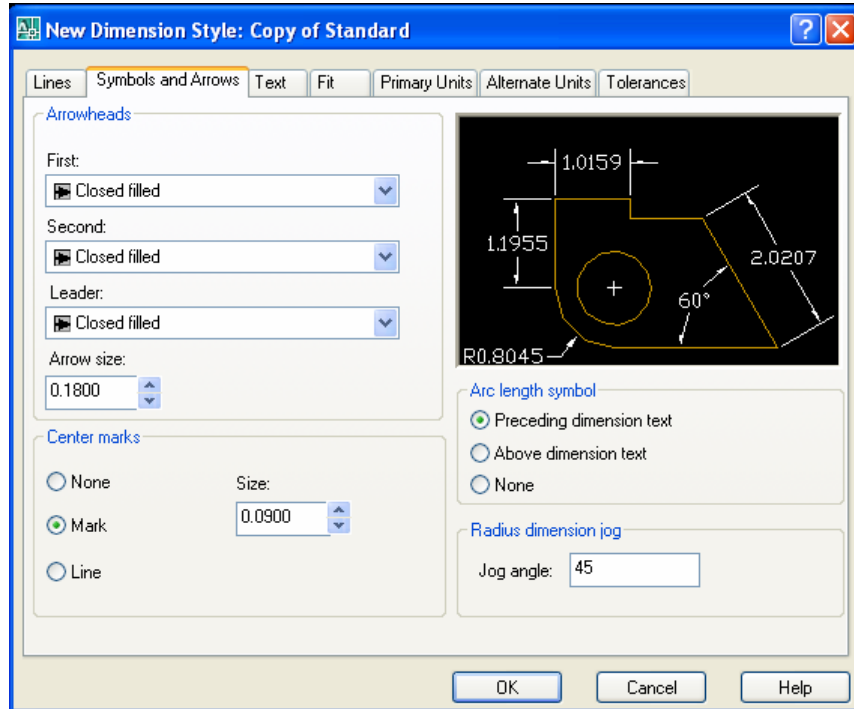 New Dimension Style: Copy of Standard
Lines Symbols and Arrows Text Fit Primary Units Alternate Units Tolerances
Arrowheads
First:
Closed filled
Second:
Closed filled
Leader:
Closed filled
Arrow size:
0.1800
Center marks
None
Mark
Line
Size:
0.0900
1.0159
1.1955
2.0207
60°
R0.8045
Arc length symbol
Preceding dimension text
Above dimension text
None
Radius dimension jog
Jog angle: 45
OK Cancel Help